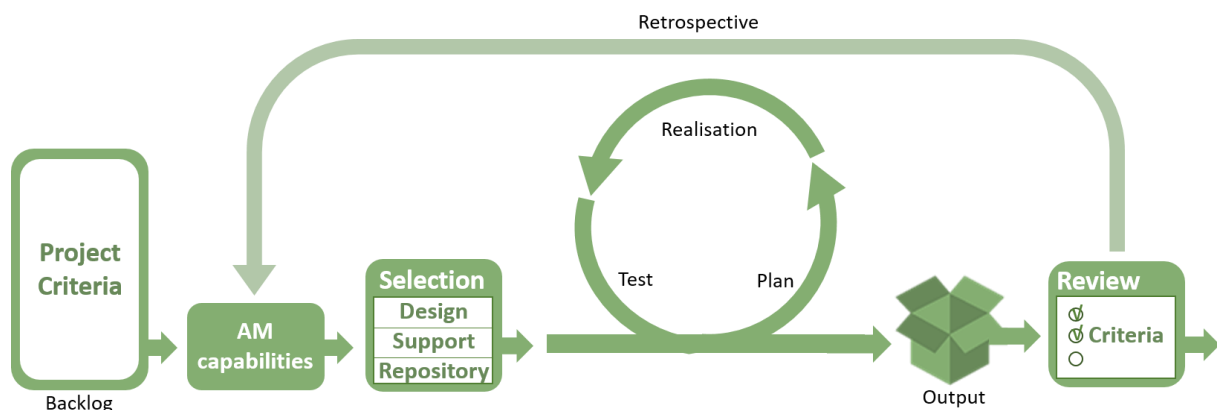 Retrospective
Realisation
Project
Criteria
Backlog
AM
capabilities
Selection
Design
Support
Repository
Test
Plan
Output
Review
Criteria